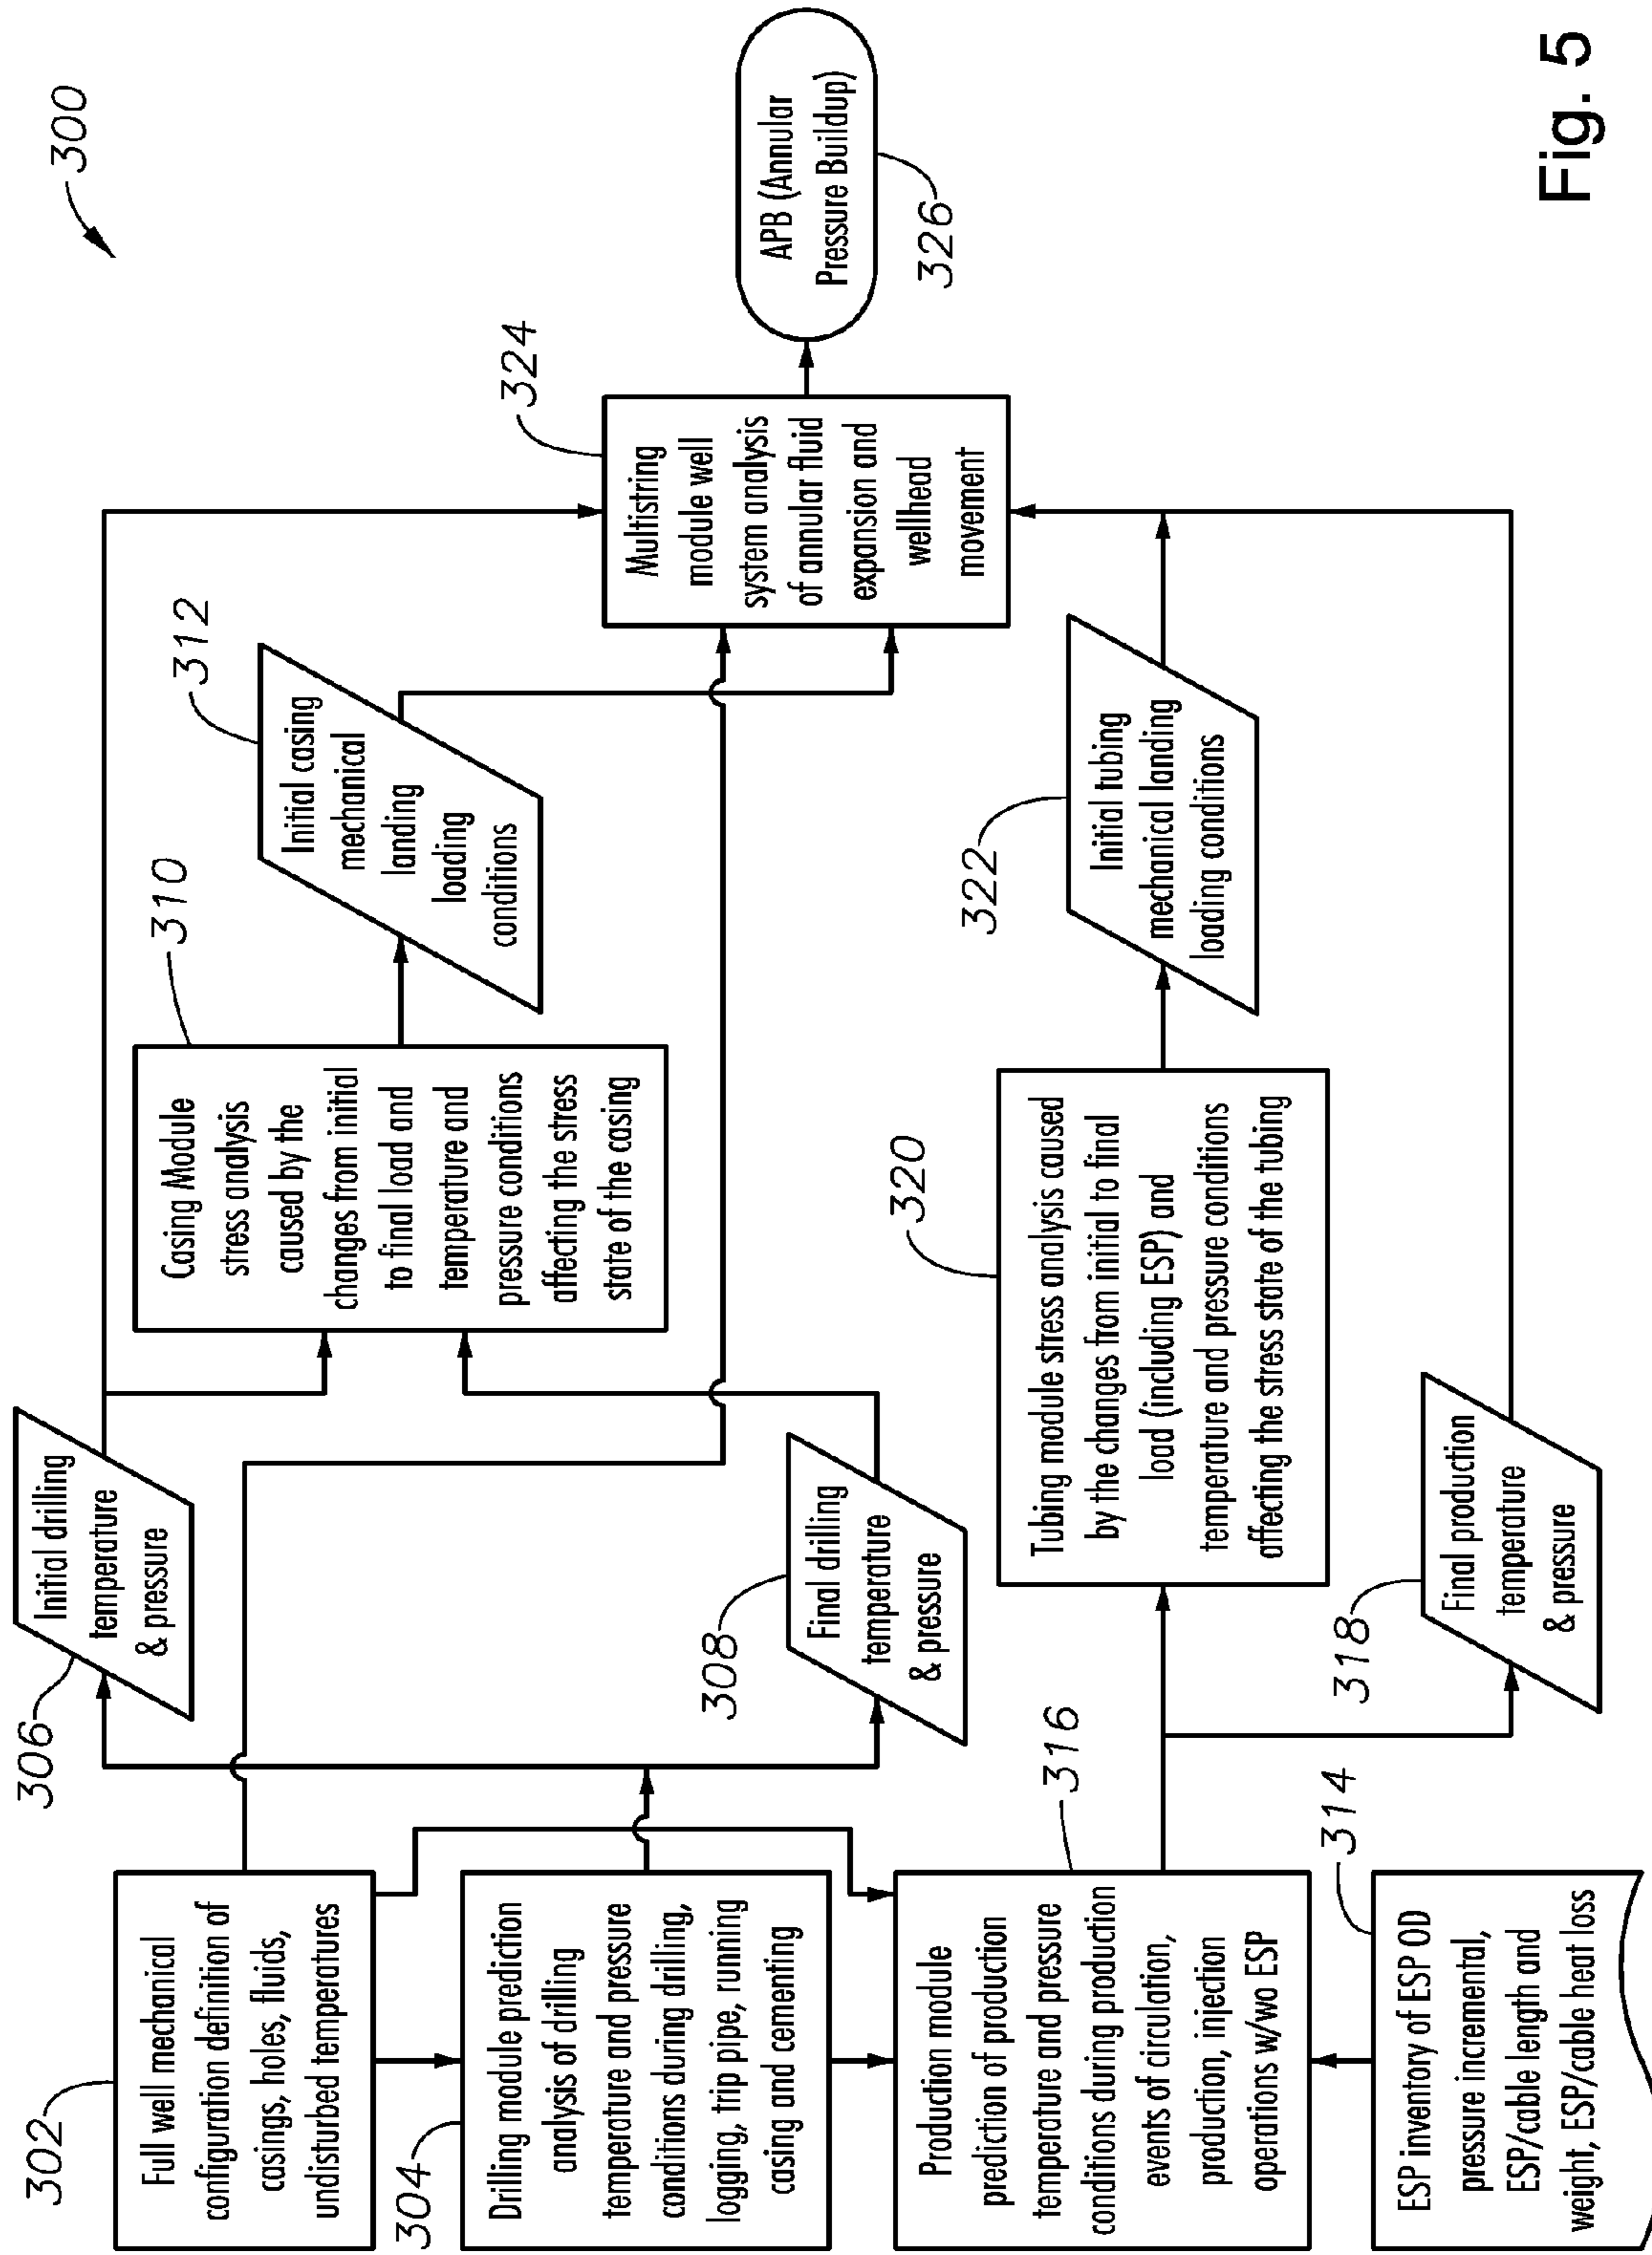 300
302
Full well mechanical
configuration definition of
casings, holes, fluids,
undisturbed temperatures
304
Drilling module prediction
analysis of drilling
temperature and pressure
conditions during drilling,
logging, trip pipe, running
casing and cementing
306
Initial drilling
temperature
& pressure
308
Final drilling
temperature
& pressure
310
Casing Module
stress analysis
caused by the
changes from initial
to final load and
temperature and
pressure conditions
affecting the stress
state of the casing
312
Initial casing
mechanical
landing
loading
conditions
314
ESP inventory of ESP OD
pressure incremental,
ESP/cable length and
weight, ESP/cable heat loss
316
Production module
prediction of production
temperature and pressure
conditions during production
events of circulation,
production, injection
operations w/wo ESP
318
Final production
temperature
& pressure
320
Tubing module stress analysis caused
by the changes from initial to final
load (including ESP) and
temperature and pressure conditions
affecting the stress state of the tubing
322
Initial tubing
mechanical landing
loading conditions
324
Multistring
module well
system analysis
of annular fluid
expansion and
wellhead
movement
APB (Annular
Pressure Buildup)
326
Fig. 5